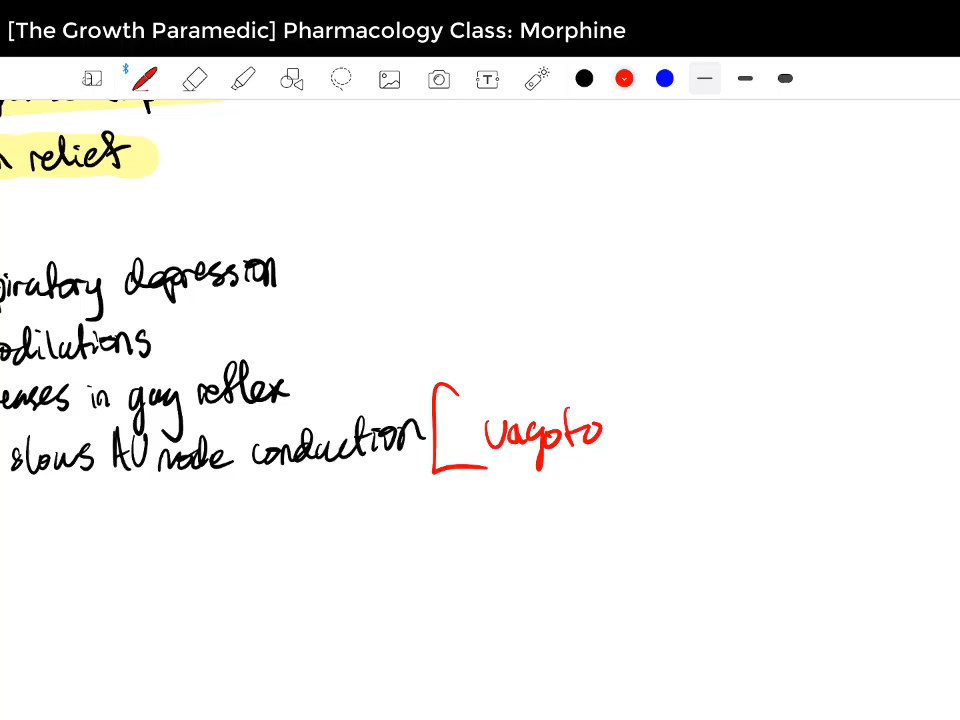 [The Growth Paramedic] Pharmacology Class: Morphine
relief
piratory depression
odilations
eases in gag reflex
slows AV node conduction [ vagoto